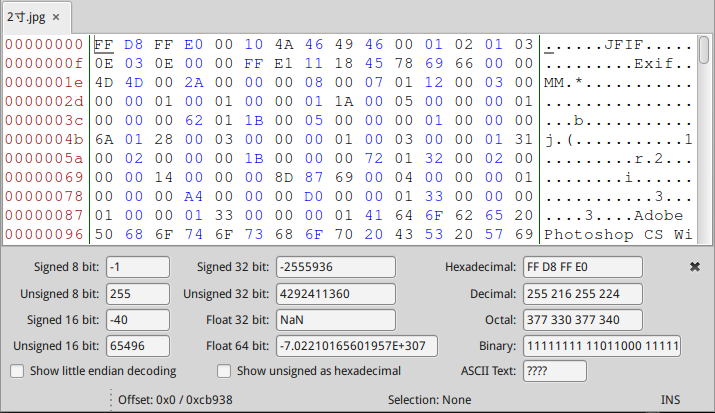 2寸.jpg ×
00000000 FF D8 FF E0 00 10 4A 46 49 46 00 01 02 01 03 ......JFIF.....
0000000f 0E 03 0E 00 00 FF E1 11 18 45 78 69 66 00 00 .........Exif..
0000001e 4D 4D 00 2A 00 00 00 08 00 07 01 12 00 03 00 MM.*...........
0000002d 00 00 01 00 01 00 00 01 1A 00 05 00 00 00 01 ...............
0000003c 00 00 00 62 01 1B 00 05 00 00 00 01 00 00 00 ...b...........
0000004b 6A 01 28 00 03 00 00 00 01 00 03 00 00 01 31 j.(...........1
0000005a 00 02 00 00 00 1B 00 00 00 72 01 32 00 02 00 .........r.2...
00000069 00 00 14 00 00 00 8D 87 69 00 04 00 00 00 01 ........i......
00000078 00 00 00 A4 00 00 00 D0 00 00 01 33 00 00 00 ...........3...
00000087 01 00 00 01 33 00 00 00 01 41 64 6F 62 65 20 ....3....Adobe
00000096 50 68 6F 74 6F 73 68 6F 70 20 43 53 20 57 69 Photoshop CS Wi
Signed 8 bit: -1 Signed 32 bit: -2555936 Hexadecimal: FF D8 FF E0
Unsigned 8 bit: 255 Unsigned 32 bit: 4292411360 Decimal: 255 216 255 224
Signed 16 bit: -40 Float 32 bit: NaN Octal: 377 330 377 340
Unsigned 16 bit: 65496 Float 64 bit: -7.02210165601957E+307 Binary: 11111111 11011000 11111
Show little endian decoding Show unsigned as hexadecimal ASCII Text: ????
Offset: 0x0 / 0xcb938 Selection: None INS